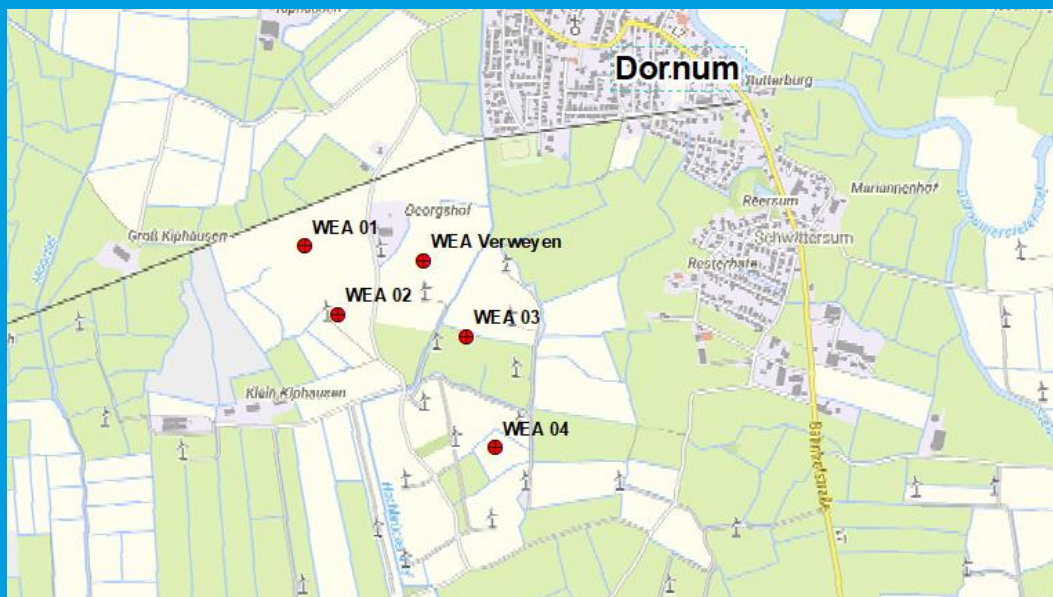 Dornum
Butterburg
Mariannenhof
Reersum
Schwittersum
Resterhafe
Georgshof
WEA 01
WEA Verweyen
Groß Kiphausen
WEA 02
WEA 03
Klein Kiphausen
WEA 04
Bahnhofstraße